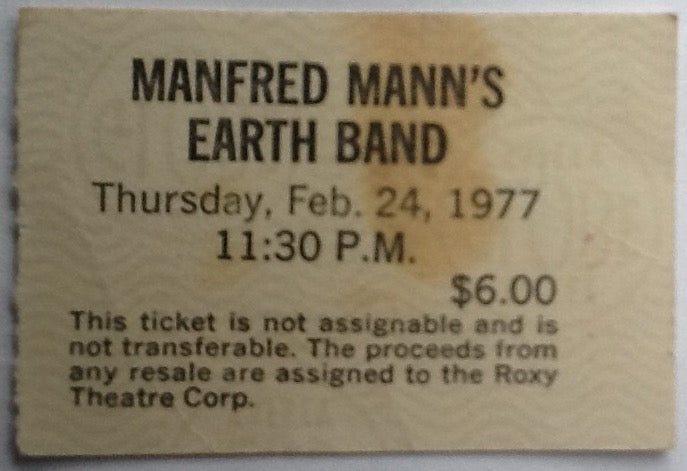 MANFRED MANN'S
EARTH BAND
Thursday, Feb. 24, 1977
11:30 P.M.
$6.00
This ticket is not assignable and is
not transferable. The proceeds from
any resale are assigned to the Roxy
Theatre Corp.